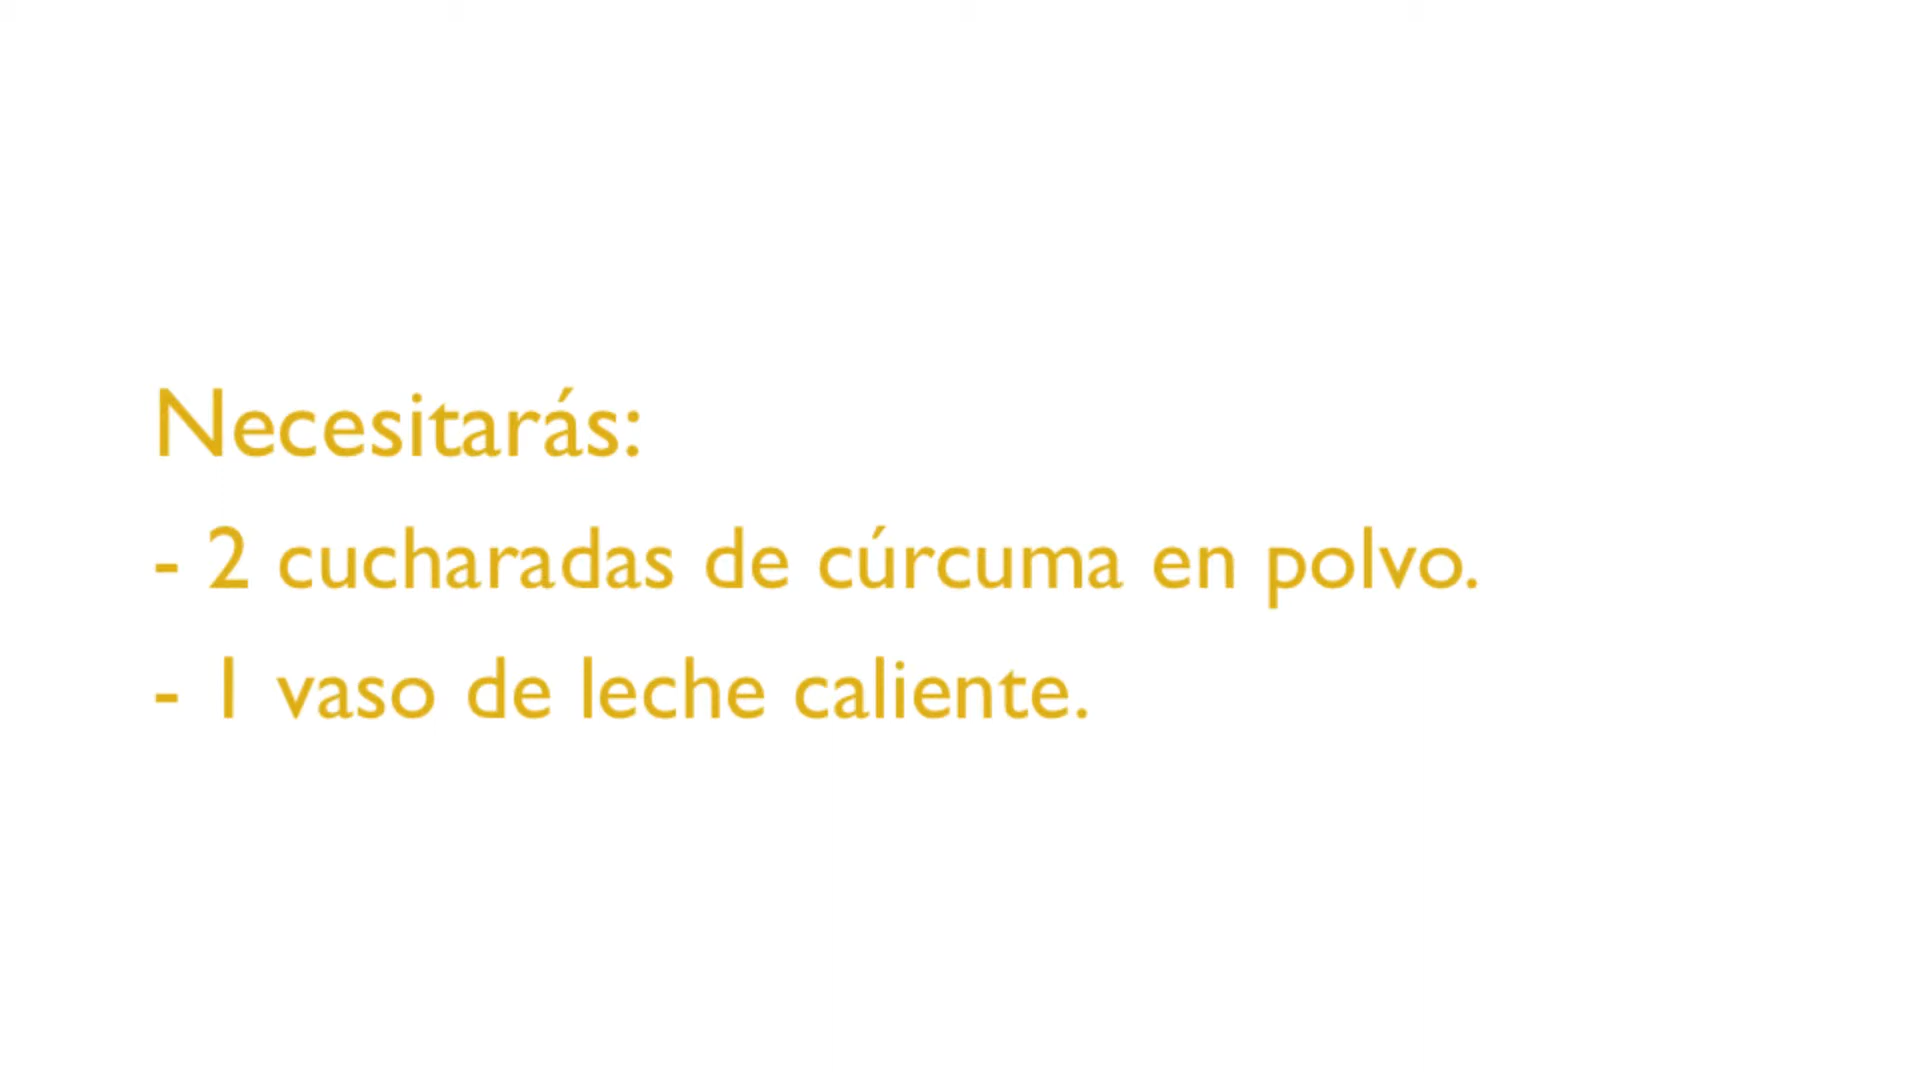 Necesitarás:
- 2 cucharadas de cúrcuma en polvo.
- 1 vaso de leche caliente.